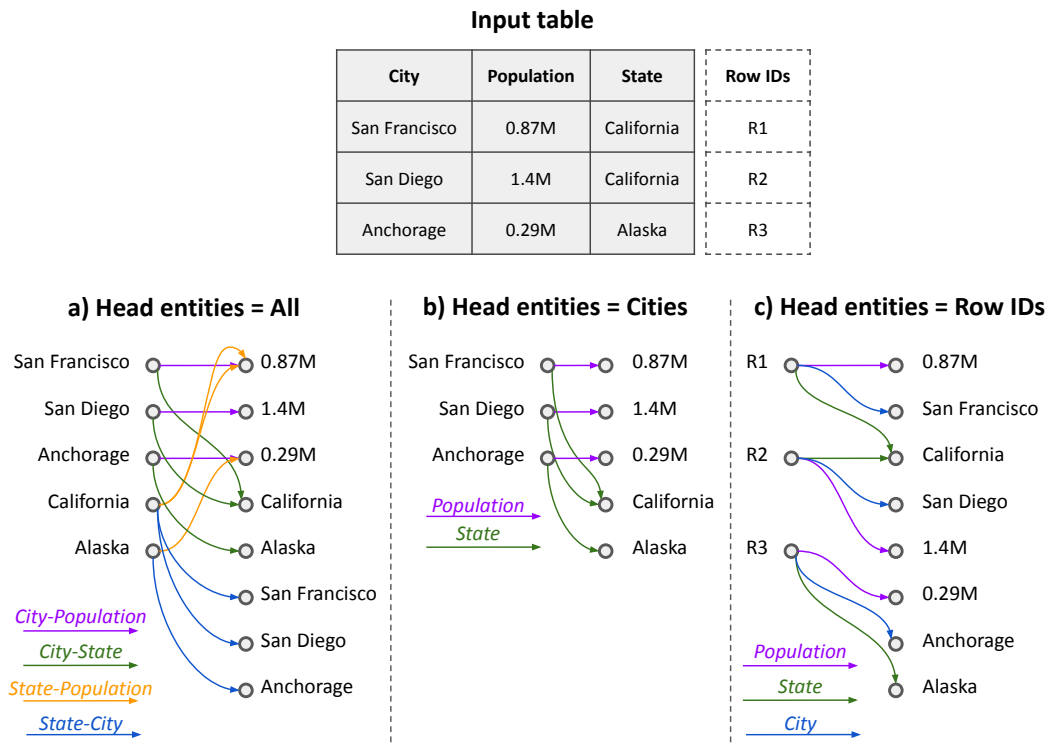 Input table
City Population State Row IDs
San Francisco 0.87M California R1
San Diego 1.4M California R2
Anchorage 0.29M Alaska R3
a) Head entities = All
San Francisco 0.87M
San Diego 1.4M
Anchorage 0.29M
California California
Alaska Alaska
San Francisco
San Diego
Anchorage
City-Population
City-State
State-Population
State-City
b) Head entities = Cities
San Francisco 0.87M
San Diego 1.4M
Anchorage 0.29M
California
Alaska
Population
State
c) Head entities = Row IDs
R1 0.87M
San Francisco
R2 California
San Diego
R3 1.4M
0.29M
Anchorage
Alaska
Population
State
City